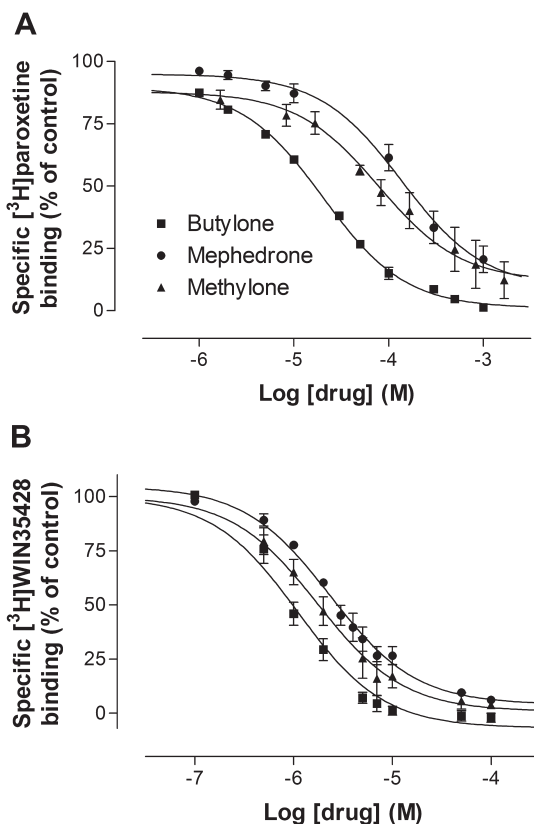 A
Specific [³H]paroxetine
binding (% of control)
100
75
50
25
0
Butylone
Mephedrone
Methylone
-6
-5
-4
-3
Log [drug] (M)
B
Specific [³H]WIN35428
binding (% of control)
100
75
50
25
0
-7
-6
-5
-4
Log [drug] (M)